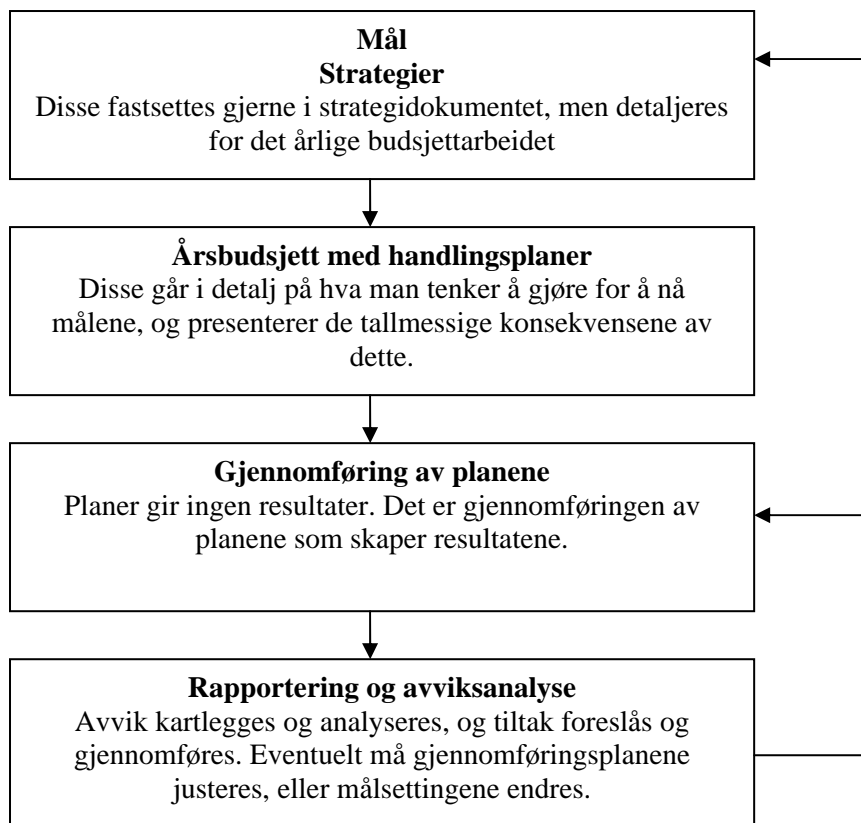 Mål
Strategier
Disse fastsettes gjerne i strategidokumentet, men detaljeres
for det årlige budsjettarbeidet
Årsbudsjett med handlingsplaner
Disse går i detalj på hva man tenker å gjøre for å nå
målene, og presenterer de tallmessige konsekvensene av
dette.
Gjennomføring av planene
Planer gir ingen resultater. Det er gjennomføringen av
planene som skaper resultatene.
Rapportering og avviksanalyse
Avvik kartlegges og analyseres, og tiltak foreslås og
gjennomføres. Eventuelt må gjennomføringsplanene
justeres, eller målsettingene endres.